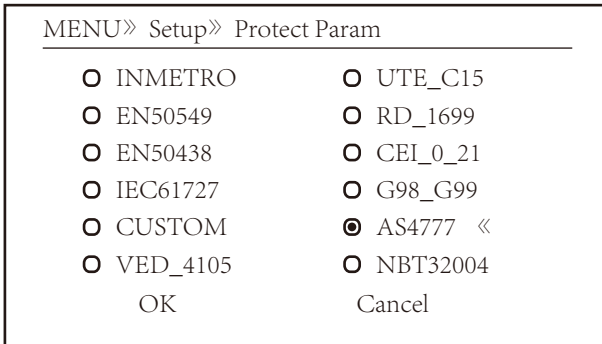 MENU» Setup» Protect Param
INMETRO UTE_C15
EN50549 RD_1699
EN50438 CEI_0_21
IEC61727 G98_G99
CUSTOM AS4777 «
VED_4105 NBT32004
OK Cancel